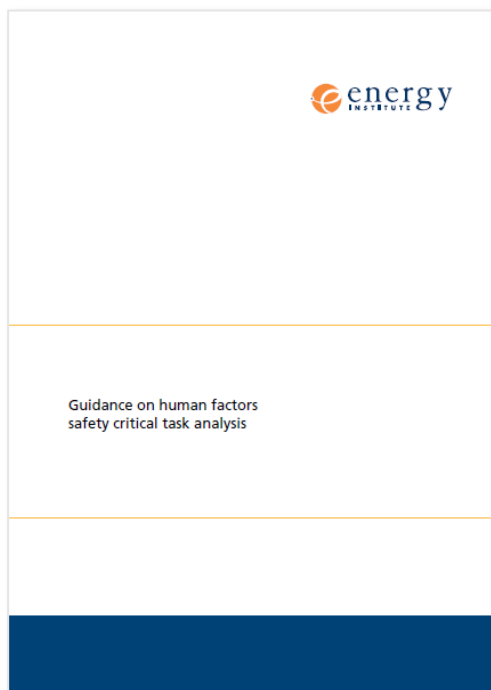 energy
INSTITUTE
Guidance on human factors
safety critical task analysis